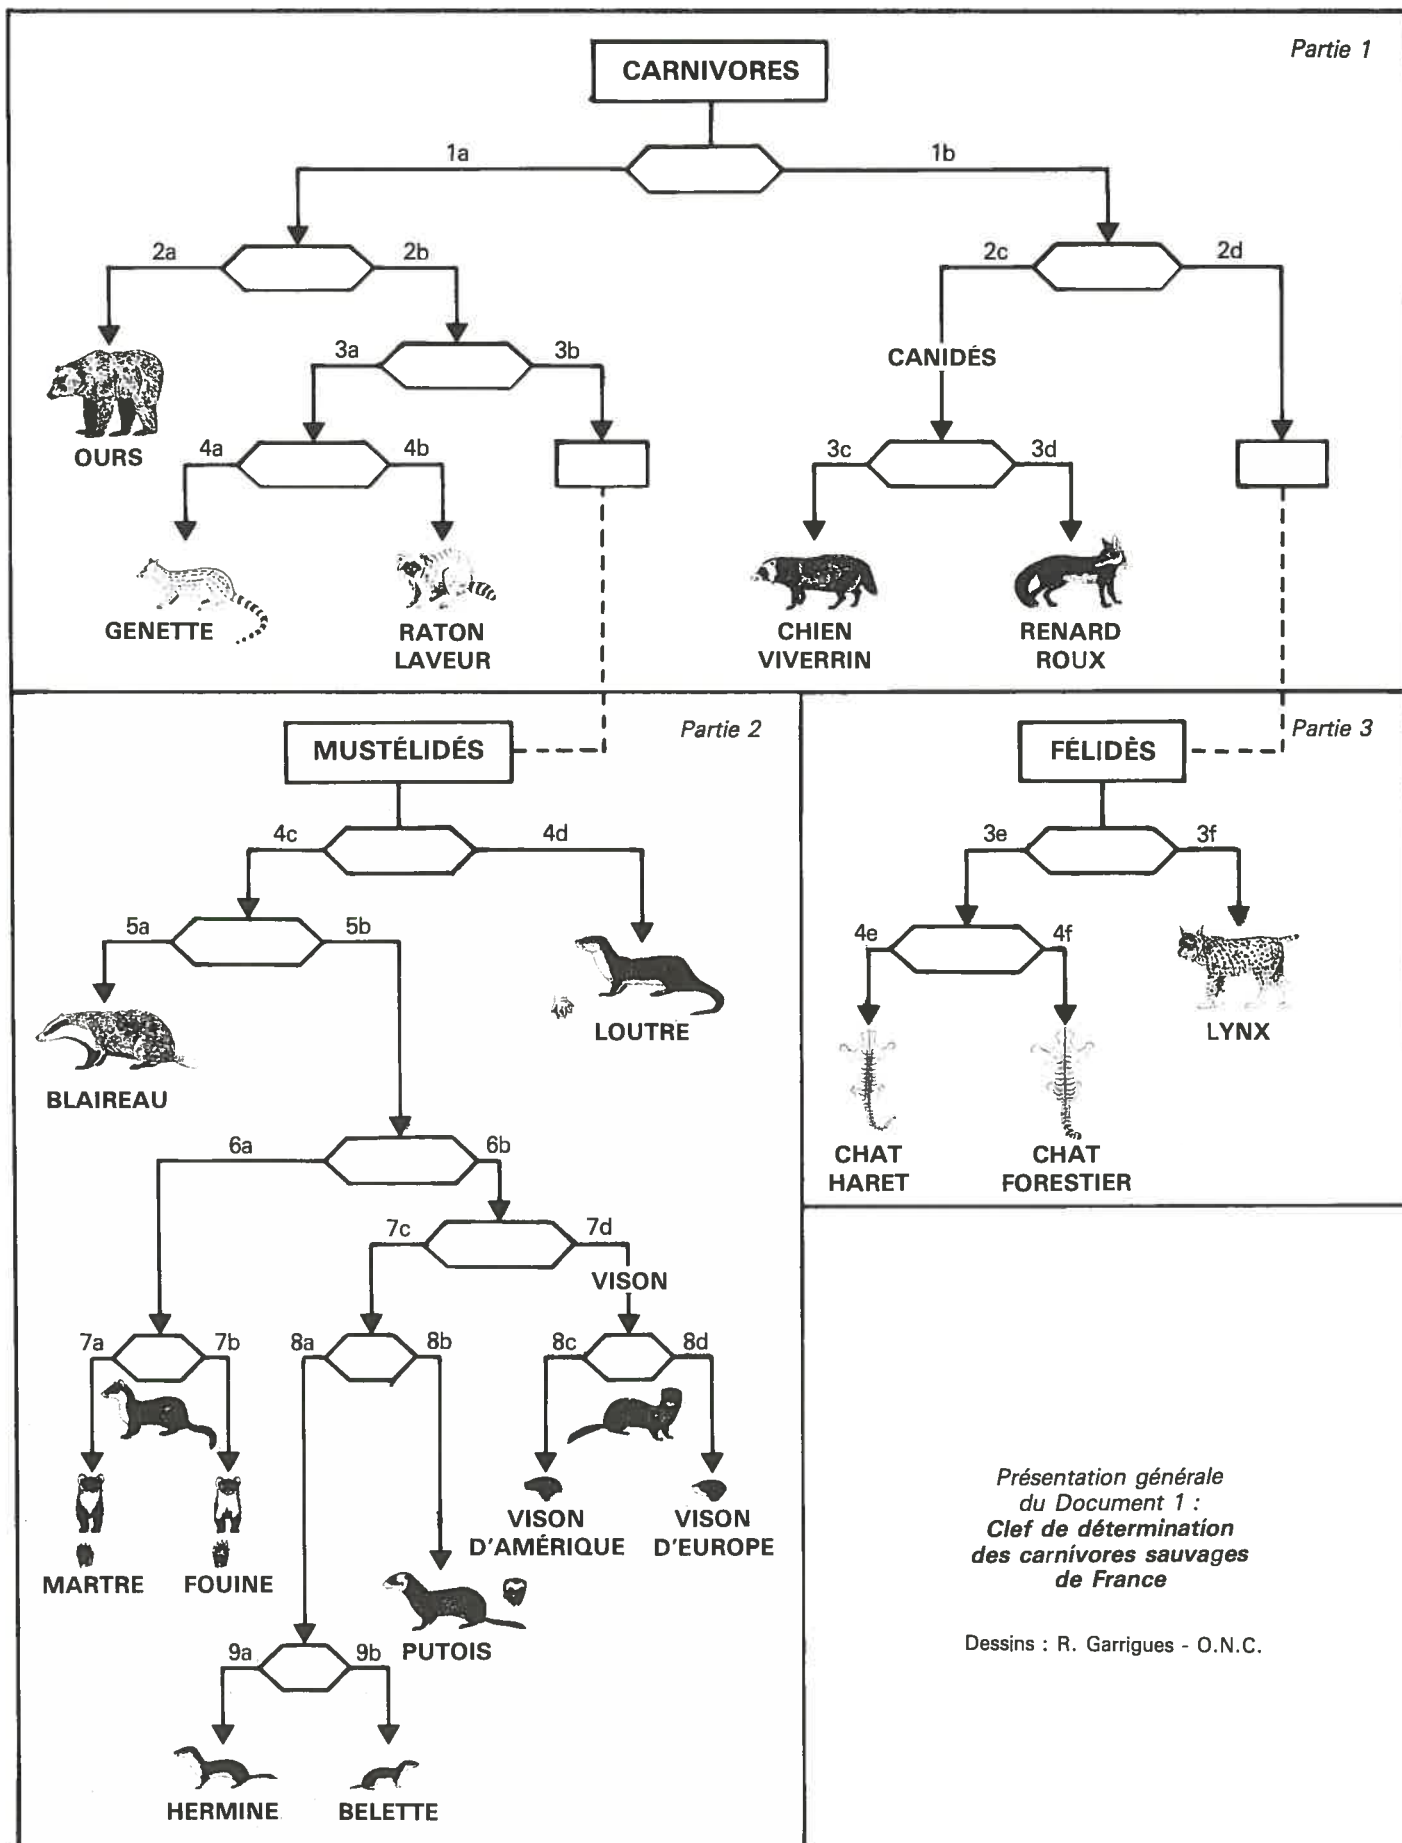 Partie 1
CARNIVORES
1a
1b
2a
2b
2c
2d
3a
3b
CANIDÉS
OURS
4a
4b
3c
3d
GENETTE
RATON
LAVEUR
CHIEN
VIVERRIN
RENARD
ROUX
Partie 2
MUSTÉLIDÉS
4c
4d
5a
5b
LOUTRE
BLAIREAU
6a
6b
7c
7d
VISON
7a
7b
8a
8b
8c
8d
MARTRE
FOUINE
VISON
D'AMÉRIQUE
VISON
D'EUROPE
PUTOIS
9a
9b
HERMINE
BELETTE
Partie 3
FÉLIDÈS
3e
3f
4e
4f
LYNX
CHAT
HARET
CHAT
FORESTIER
Présentation générale
du Document 1 :
Clef de détermination
des carnivores sauvages
de France
Dessins : R. Garrigues - O.N.C.